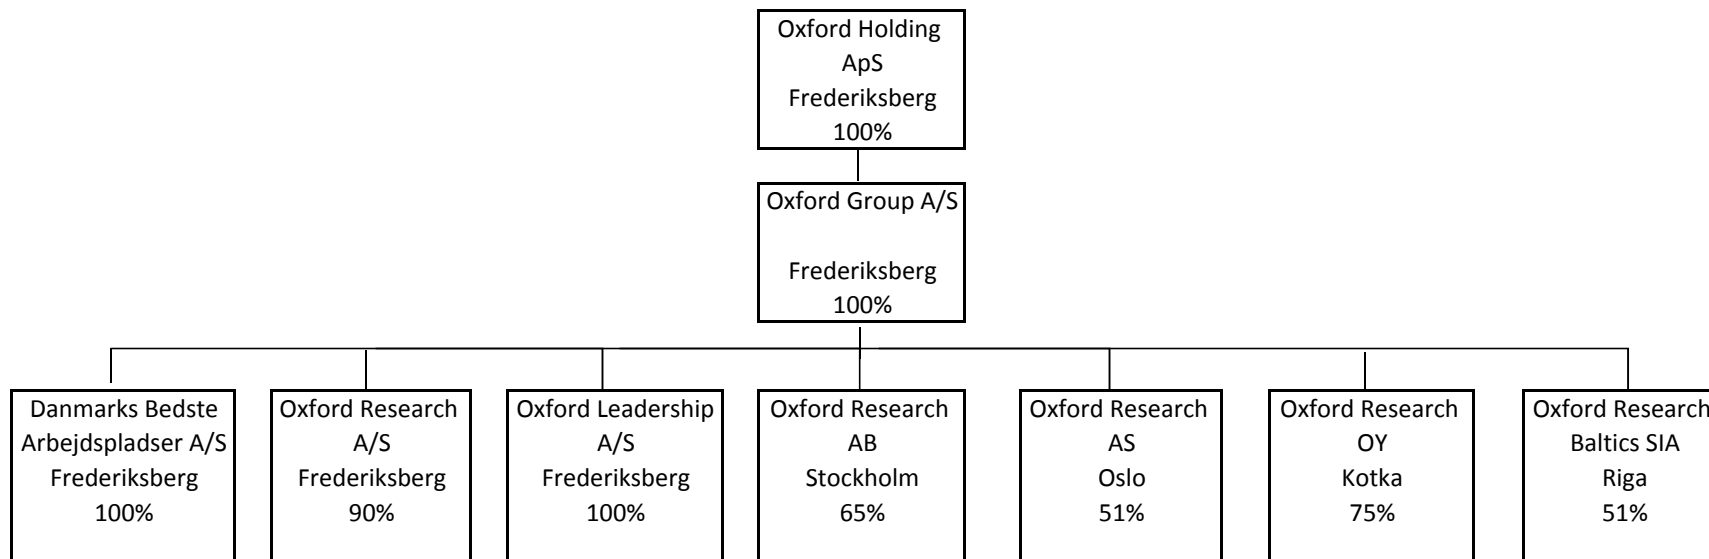 Oxford Holding
ApS
Frederiksberg
100%
Oxford Group A/S
Frederiksberg
100%
Danmarks Bedste
Arbejdspladser A/S
Frederiksberg
100%
Oxford Research
A/S
Frederiksberg
90%
Oxford Leadership
A/S
Frederiksberg
100%
Oxford Research
AB
Stockholm
65%
Oxford Research
AS
Oslo
51%
Oxford Research
OY
Kotka
75%
Oxford Research
Baltics SIA
Riga
51%